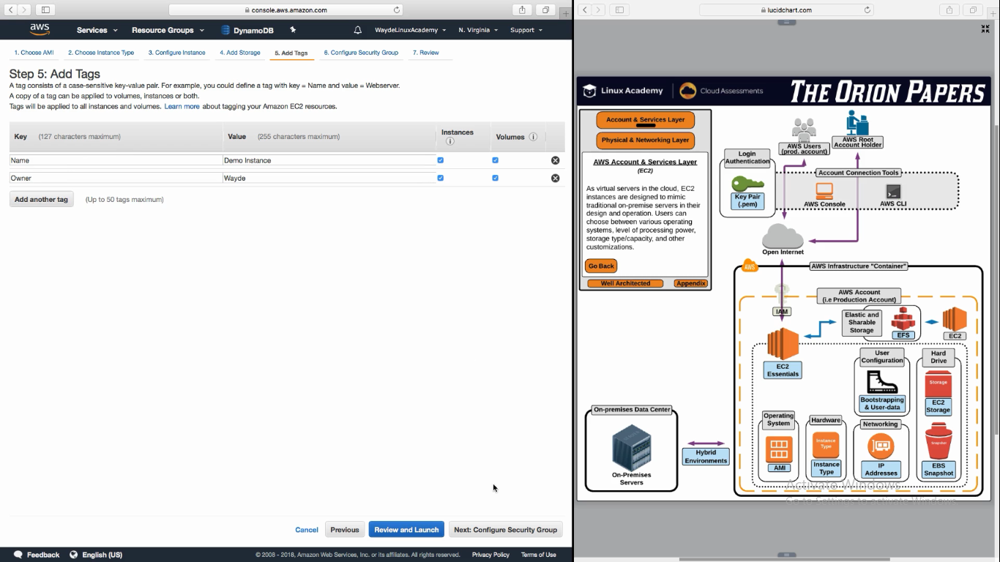 console.aws.amazon.com
aws
Services
Resource Groups
DynamoDB
WaydeLinuxAcademy
N. Virginia
Support
1. Choose AMI
2. Choose Instance Type
3. Configure Instance
4. Add Storage
5. Add Tags
6. Configure Security Group
7. Review
Step 5: Add Tags
A tag consists of a case-sensitive key-value pair. For example, you could define a tag with key = Name and value = Webserver.
A copy of a tag can be applied to volumes, instances or both.
Tags will be applied to all instances and volumes. Learn more about tagging your Amazon EC2 resources.
Key (127 characters maximum)
Value (255 characters maximum)
Instances
Volumes
Name
Demo Instance
Owner
Wayde
Add another tag
(Up to 50 tags maximum)
Cancel
Previous
Review and Launch
Next: Configure Security Group
Feedback
English (US)
© 2008 - 2018, Amazon Web Services, Inc. or its affiliates. All rights reserved.
Privacy Policy
Terms of Use
lucidchart.com
Linux Academy
Cloud Assessments
THE ORION PAPERS
Account & Services Layer
Physical & Networking Layer
AWS Account & Services Layer
(EC2)
As virtual servers in the cloud, EC2
instances are designed to mimic
traditional on-premise servers in their
design and operation. Users can
choose between various operating
systems, level of processing power,
storage type/capacity, and other
customizations.
Go Back
Well Architected
Appendix
AWS Users
(prod. account)
AWS Root
Account Holder
Login
Authentication
Key Pair
(.pem)
Account Connection Tools
AWS Console
AWS CLI
Open Internet
AWS
AWS Infrastructure "Container"
AWS Account
(i.e Production Account)
IAM
Elastic and
Sharable
Storage
EFS
EC2
EC2
Essentials
User
Configuration
Bootstrapping
& User-data
Hard
Drive
Storage
EC2
Storage
Operating
System
AMI
Hardware
Instance
Type
Instance
Type
Networking
IP
Addresses
Snapshot
EBS
Snapshot
On-premises Data Center
On-Premises
Servers
Hybrid
Environments
Activate Windows
Go to Settings to activate Windows.